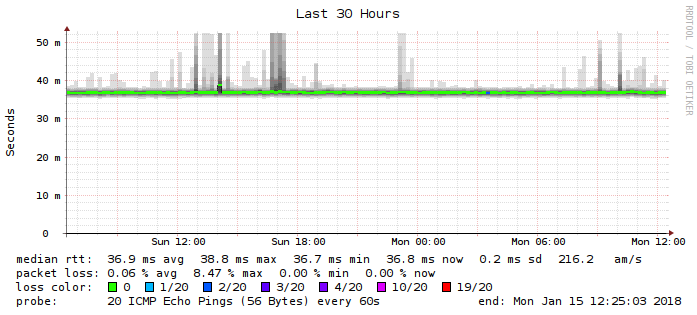 Last 30 Hours
RRDTOOL / TOBI OETIKER
Seconds
50 m
40 m
30 m
20 m
10 m
0
Sun 12:00 Sun 18:00 Mon 00:00 Mon 06:00 Mon 12:00
median rtt: 36.9 ms avg 38.8 ms max 36.7 ms min 36.8 ms now 0.2 ms sd 216.2 am/s
packet loss: 0.06 % avg 8.47 % max 0.00 % min 0.00 % now
loss color: 0 1/20 2/20 3/20 4/20 10/20 19/20
probe: 20 ICMP Echo Pings (56 Bytes) every 60s end: Mon Jan 15 12:25:03 2018